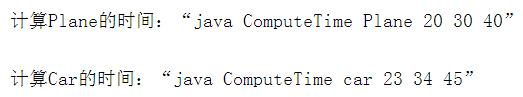 计算Plane的时间：“java ComputeTime Plane 20 30 40”
计算Car的时间：“java ComputeTime car 23 34 45”